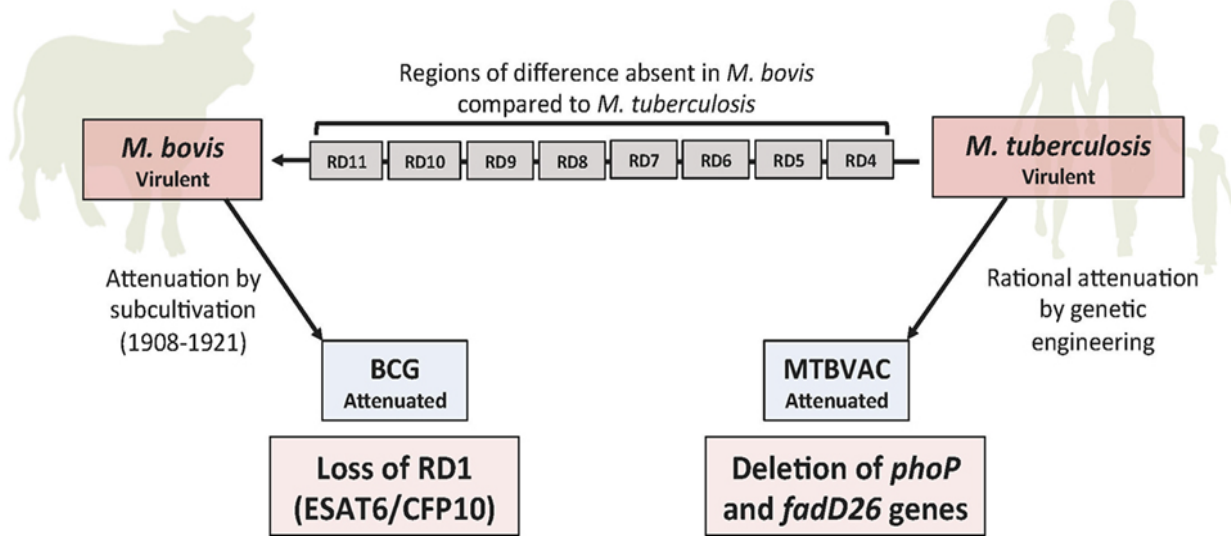 Regions of difference absent in M. bovis
compared to M. tuberculosis
M. bovis
Virulent
RD11 RD10 RD9 RD8 RD7 RD6 RD5 RD4
M. tuberculosis
Virulent
Attenuation by
subcultivation
(1908-1921)
Rational attenuation
by genetic
engineering
BCG
Attenuated
MTBVAC
Attenuated
Loss of RD1
(ESAT6/CFP10)
Deletion of phoP
and fadD26 genes